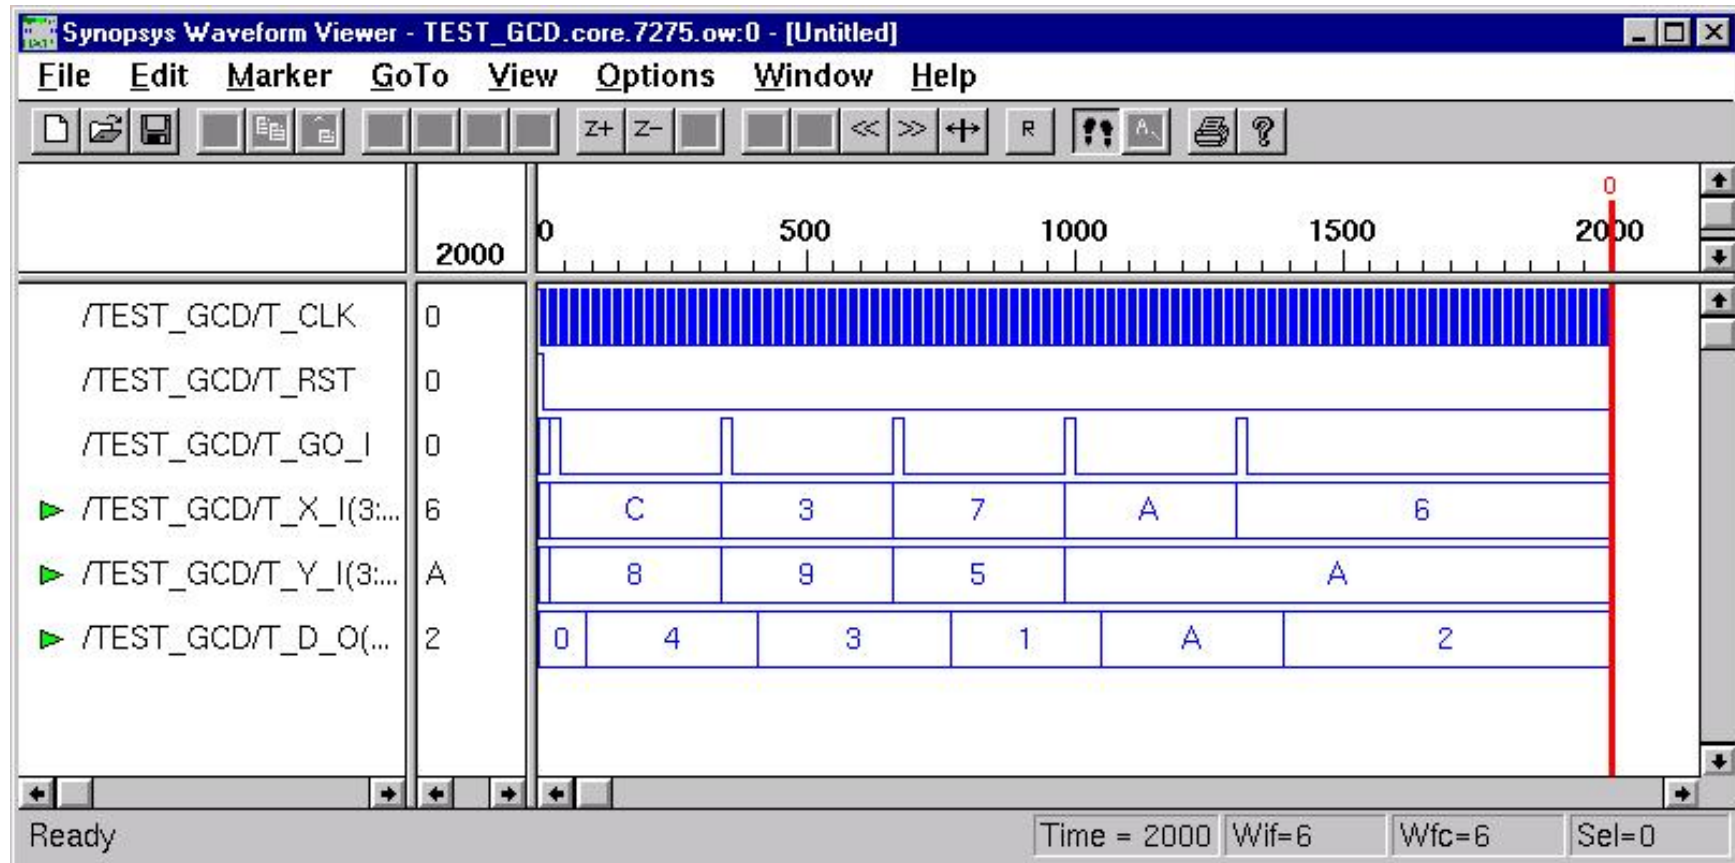 Synopsys Waveform Viewer - TEST_GCD.core.7275.ow:0 - [Untitled]
File Edit Marker GoTo View Options Window Help
Z+ Z- << >> R A ?
0
2000 0 500 1000 1500 2000
/TEST_GCD/T_CLK 0
/TEST_GCD/T_RST 0
/TEST_GCD/T_GO_I 0
/TEST_GCD/T_X_I(3:... 6 C 3 7 A 6
/TEST_GCD/T_Y_I(3:... A 8 9 5 A
/TEST_GCD/T_D_O(... 2 0 4 3 1 A 2
Ready Time = 2000 Wif=6 Wfc=6 Sel=0